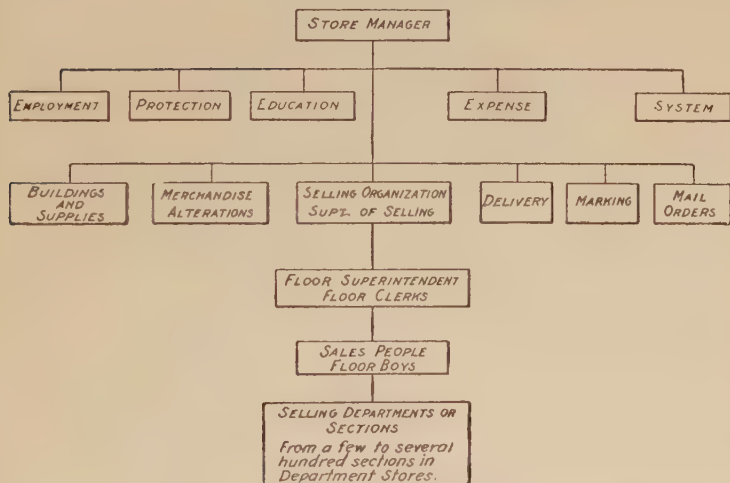 STORE MANAGER
EMPLOYMENT
PROTECTION
EDUCATION
EXPENSE
SYSTEM
BUILDINGS
AND
SUPPLIES
MERCHANDISE
ALTERATIONS
SELLING ORGANIZATION
SUP'T. OF SELLING
DELIVERY
MARKING
MAIL
ORDERS
FLOOR SUPERINTENDENT
FLOOR CLERKS
SALES PEOPLE
FLOOR BOYS
SELLING DEPARTMENTS OR
SECTIONS
From a few to several
hundred sections in
Department Stores.